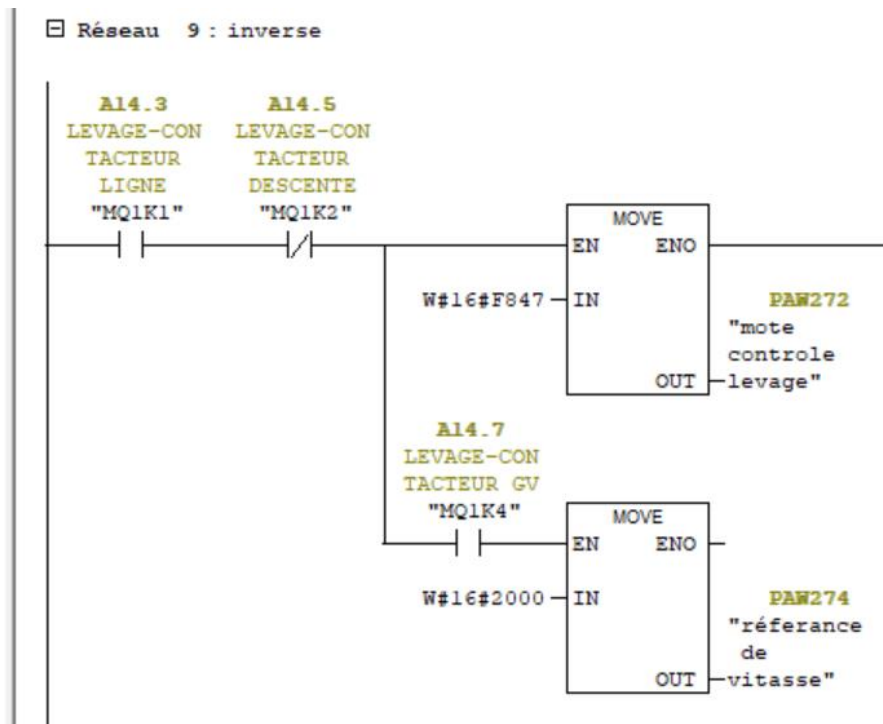 Réseau 9 : inverse
A14.3
LEVAGE-CON
TACTEUR
LIGNE
"MQ1K1"
A14.5
LEVAGE-CON
TACTEUR
DESCENTE
"MQ1K2"
MOVE
EN ENO
W#16#F847 IN
PAW272
"mote
controle
OUT levage"
A14.7
LEVAGE-CON
TACTEUR GV
"MQ1K4"
MOVE
EN ENO
W#16#2000 IN
PAW274
"réferance
de
OUT vitasse"